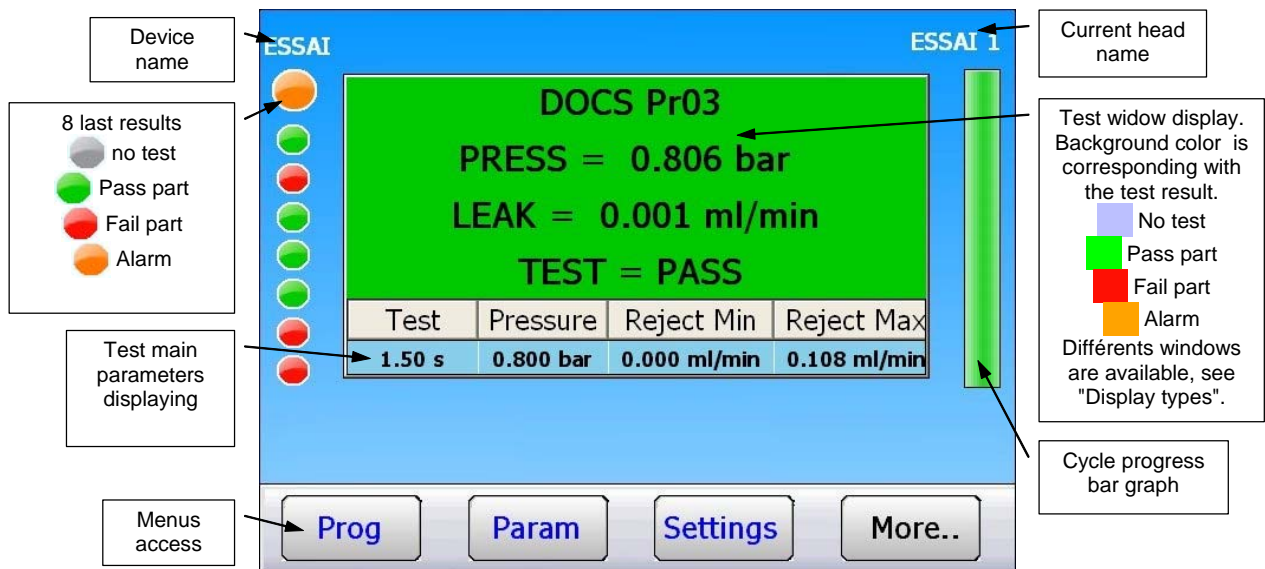 Device
name
8 last results
no test
Pass part
Fail part
Alarm
Test main
parameters
displaying
Menus
access
ESSAI
ESSAI 1
DOCS Pr03
PRESS = 0.806 bar
LEAK = 0.001 ml/min
TEST = PASS
Test Pressure Reject Min Reject Max
1.50 s 0.800 bar 0.000 ml/min 0.108 ml/min
Prog Param Settings More..
Current head
name
Test widow display.
Background color is
corresponding with
the test result.
No test
Pass part
Fail part
Alarm
Différents windows
are available, see
"Display types".
Cycle progress
bar graph